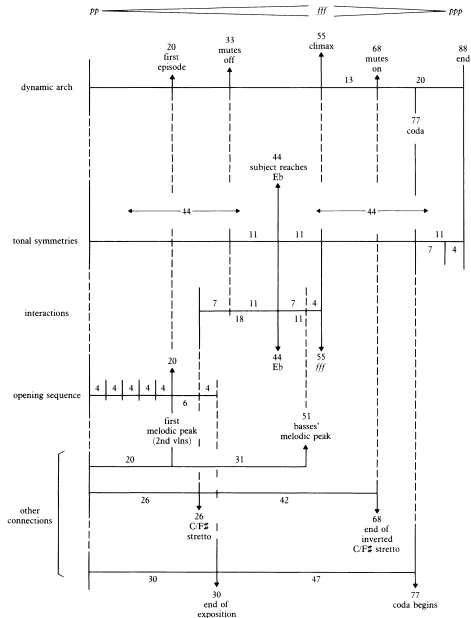 pp fff ppp
55
climax
88
end
33
mutes
off
20
first
episode
68
mutes
on
13 20
dynamic arch
77
coda
44
subject reaches
Eb
44 44
11 11 11
tonal symmetries
7 4
7 11 7 4
interactions
18 11
44
Eb
55
fff
20
4 4 4 4 4 4
opening sequence
6
first
melodic peak
(2nd vlns)
51
basses'
melodic peak
20 31
other
connections
26 42
26
C/F♯
stretto
68
end of
inverted
C/F♯ stretto
30 47
30
end of
exposition
77
coda begins